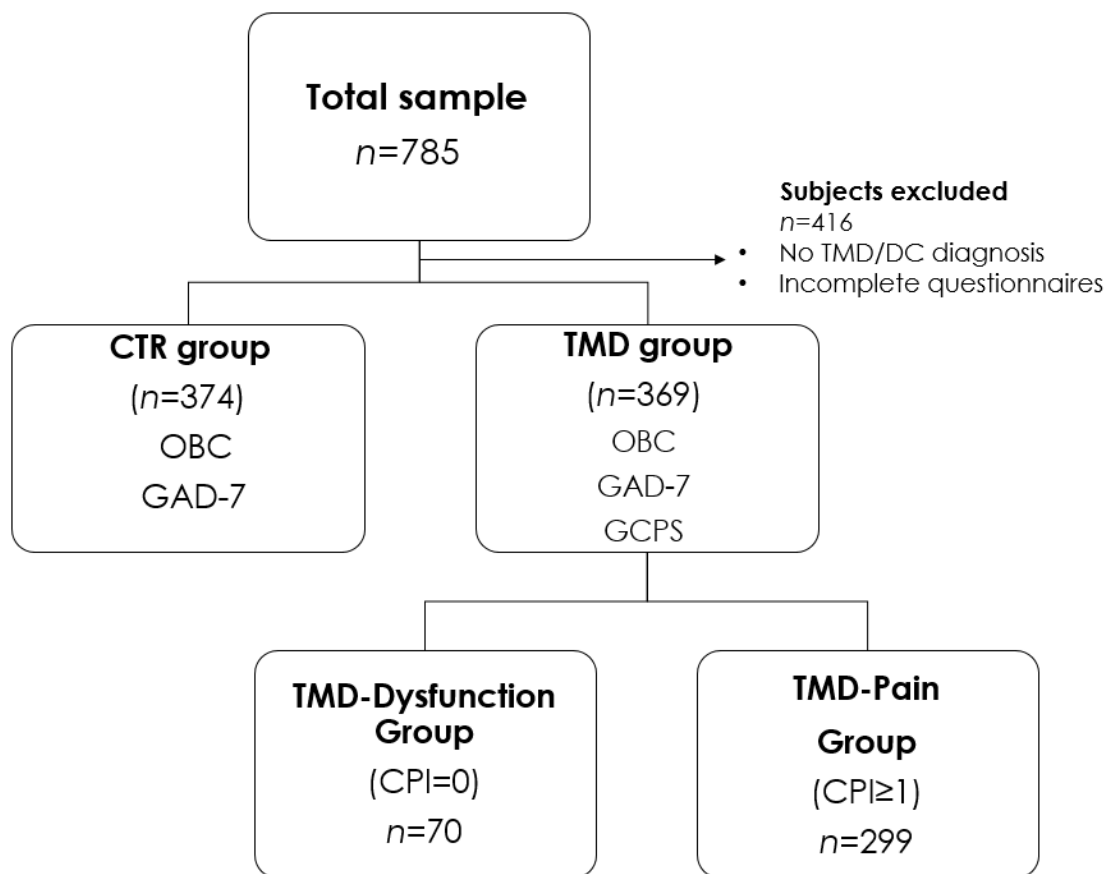 Total sample
n=785
Subjects excluded
n=416
• No TMD/DC diagnosis
• Incomplete questionnaires
CTR group
(n=374)
OBC
GAD-7
TMD group
(n=369)
OBC
GAD-7
GCPS
TMD-Dysfunction
Group
(CPI=0)
n=70
TMD-Pain
Group
(CPI≥1)
n=299